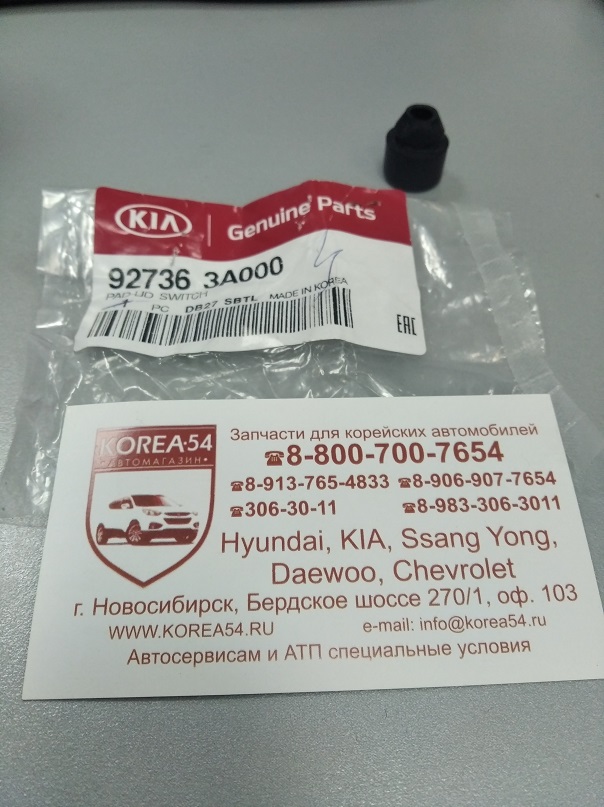 KIA Genuine Parts
92736 3A000
PAD-LID SWITCH
PC DB27 SBTL MADE IN KOREA
EAC
KOREA·54
•АВТОМАГАЗИН•
Запчасти для корейских автомобилей
☎8-800-700-7654
☎8-913-765-4833 ☎8-906-907-7654
☎306-30-11 ☎8-983-306-3011
Hyundai, KIA, Ssang Yong,
Daewoo, Chevrolet
г. Новосибирск, Бердское шоссе 270/1, оф. 103
WWW.KOREA54.RU e-mail: info@korea54.ru
Автосервисам и АТП специальные условия